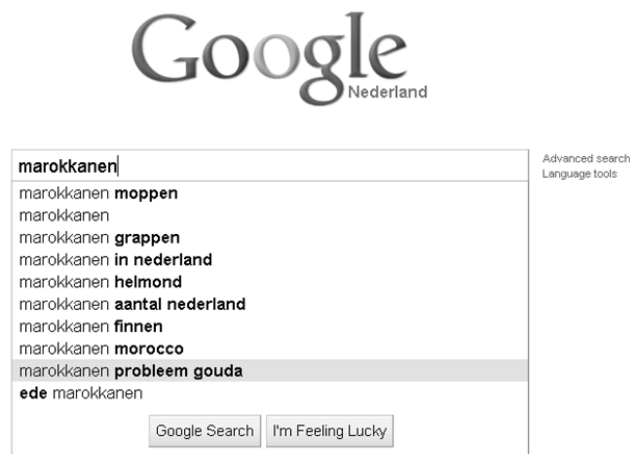 Google
Nederland
marokkanen
Advanced search
Language tools
marokkanen moppen
marokkanen
marokkanen grappen
marokkanen in nederland
marokkanen helmond
marokkanen aantal nederland
marokkanen finnen
marokkanen morocco
marokkanen probleem gouda
ede marokkanen
Google Search
I'm Feeling Lucky